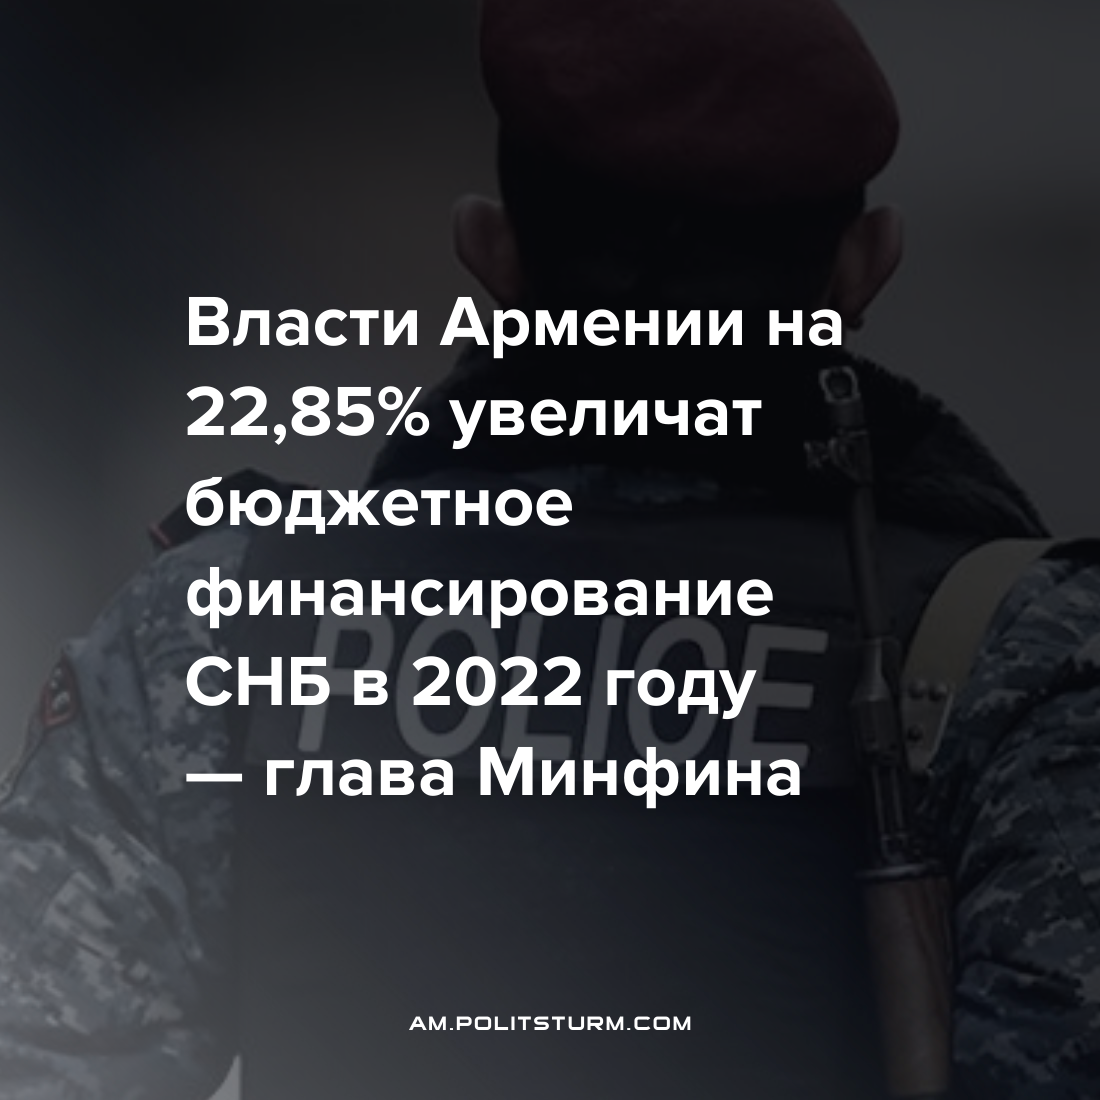 Власти Армении на
22,85% увеличат
бюджетное
финансирование
СНБ в 2022 году
— глава Минфина
POLICE
AM.POLITSTURM.COM